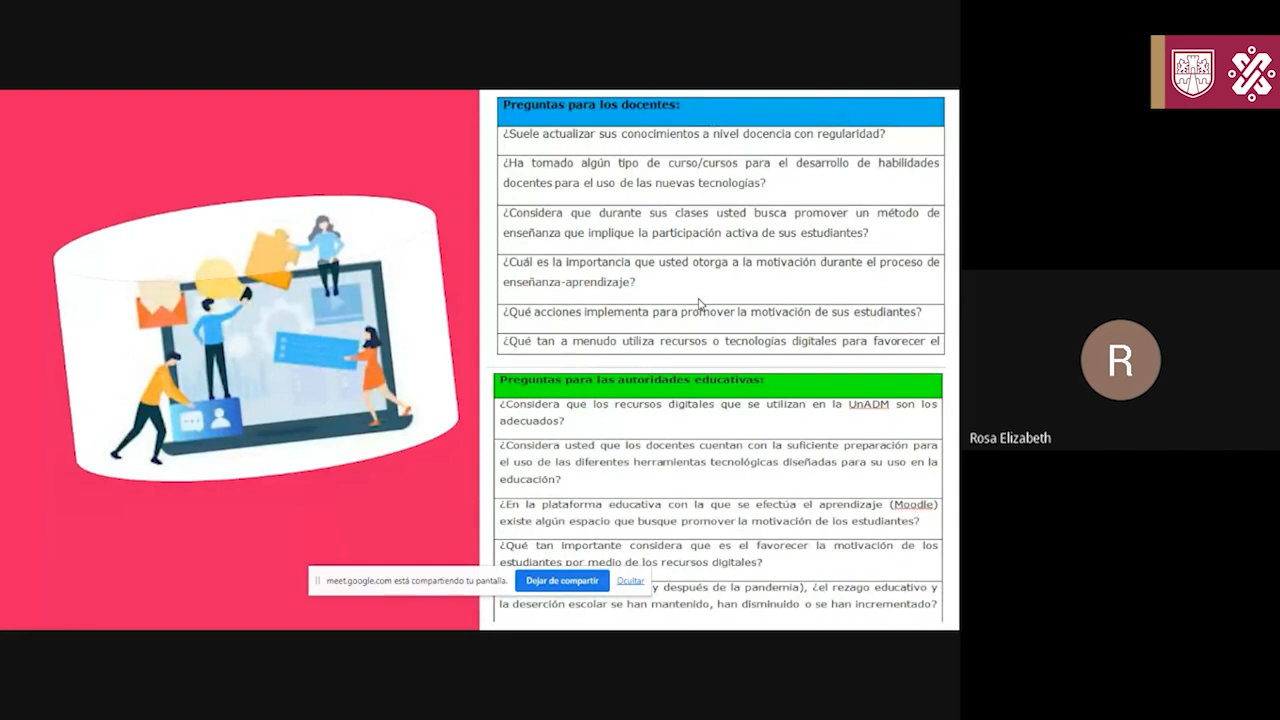 Preguntas para los docentes:
¿Suele actualizar sus conocimientos a nivel docencia con regularidad?
¿Ha tomado algún tipo de curso/cursos para el desarrollo de habilidades
docentes para el uso de las nuevas tecnologías?
¿Considera que durante sus clases usted busca promover un método de
enseñanza que implique la participación activa de sus estudiantes?
¿Cuál es la importancia que usted otorga a la motivación durante el proceso de
enseñanza-aprendizaje?
¿Qué acciones implementa para promover la motivación de sus estudiantes?
¿Qué tan a menudo utiliza recursos o tecnologías digitales para favorecer el
Preguntas para las autoridades educativas:
¿Considera que los recursos digitales que se utilizan en la UnADM son los
adecuados?
¿Considera usted que los docentes cuentan con la suficiente preparación para
el uso de las diferentes herramientas tecnológicas diseñadas para su uso en la
educación?
¿En la plataforma educativa con la que se efectúa el aprendizaje (Moodle)
existe algún espacio que busque promover la motivación de los estudiantes?
¿Qué tan importante considera que es el favorecer la motivación de los
estudiantes por medio de los recursos digitales?
y después de la pandemia), ¿el rezago educativo y
la deserción escolar se han mantenido, han disminuido o se han incrementado?
meet.google.com está compartiendo tu pantalla.
Dejar de compartir
Ocultar
R
Rosa Elizabeth